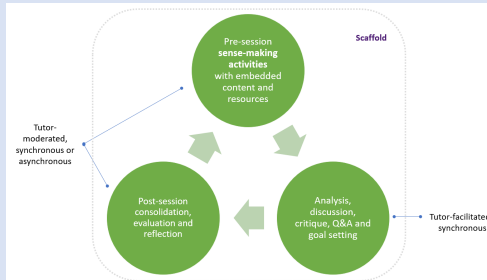 Scaffold
Pre-session
sense-making
activities
with embedded
content and
resources
Tutor-
moderated,
synchronous or
asynchronous
Post-session
consolidation,
evaluation and
reflection
Analysis,
discussion,
critique, Q&A and
goal setting
Tutor-facilitated
synchronous